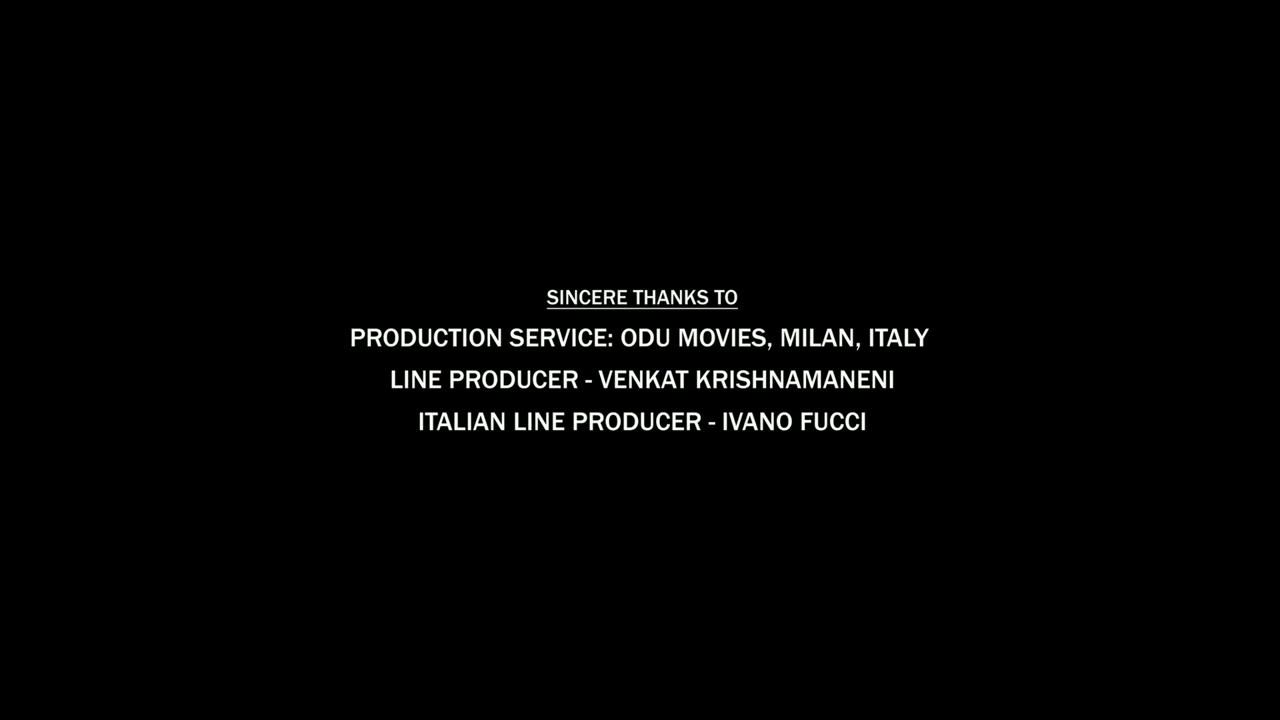 SINCERE THANKS TO
PRODUCTION SERVICE: ODU MOVIES, MILAN, ITALY
LINE PRODUCER - VENKAT KRISHNAMANENI
ITALIAN LINE PRODUCER - IVANO FUCCI